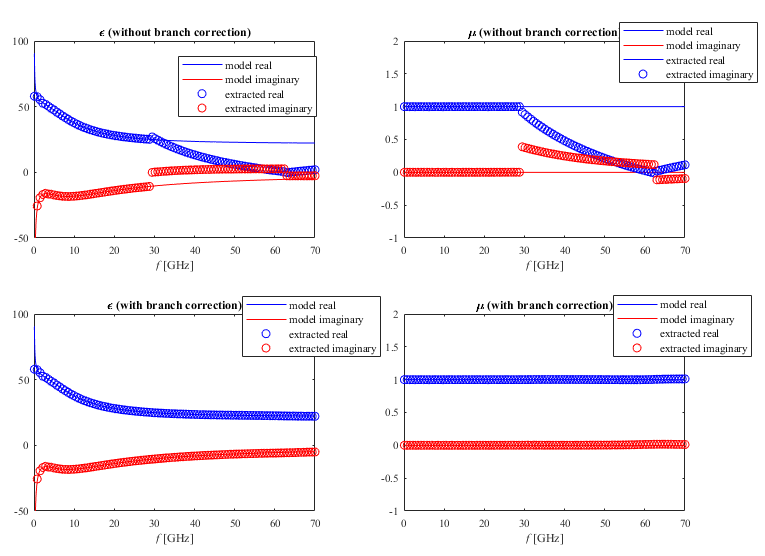 ϵ (without branch correction)
100
50
0
-50
0 10 20 30 40 50 60 70
f [GHz]
model real
model imaginary
extracted real
extracted imaginary
μ (without branch correction)
2
1.5
1
0.5
0
-0.5
-1
0 10 20 30 40 50 60 70
f [GHz]
model real
model imaginary
extracted real
extracted imaginary
ϵ (with branch correction)
100
50
0
-50
0 10 20 30 40 50 60 70
f [GHz]
model real
model imaginary
extracted real
extracted imaginary
μ (with branch correction)
2
1.5
1
0.5
0
-0.5
-1
0 10 20 30 40 50 60 70
f [GHz]
model real
model imaginary
extracted real
extracted imaginary